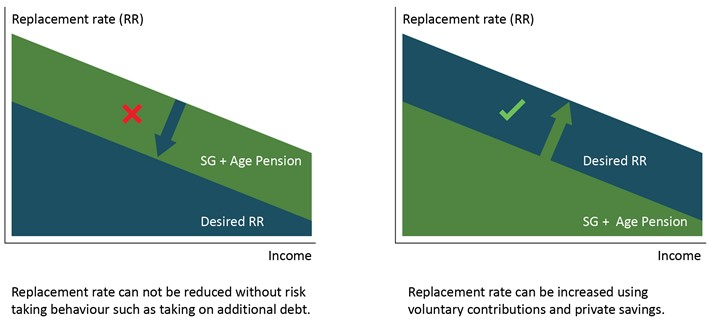 Replacement rate (RR)
SG + Age Pension
Desired RR
Income
Replacement rate can not be reduced without risk
taking behaviour such as taking on additional debt.
Replacement rate (RR)
Desired RR
SG + Age Pension
Income
Replacement rate can be increased using
voluntary contributions and private savings.